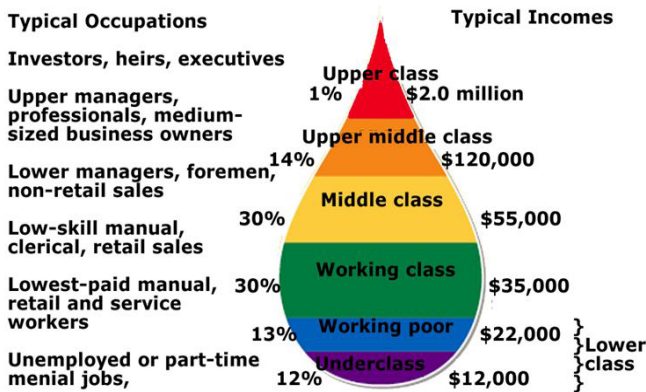 Typical Occupations
Typical Incomes
Investors, heirs, executives
Upper class
1%
$2.0 million
Upper managers,
professionals, medium-
sized business owners
Upper middle class
14%
$120,000
Lower managers, foremen,
non-retail sales
Middle class
30%
$55,000
Low-skill manual,
clerical, retail sales
Working class
30%
$35,000
Lowest-paid manual,
retail and service
workers
Working poor
13%
$22,000
Unemployed or part-time
menial jobs,
Underclass
12%
$12,000
Lower
class